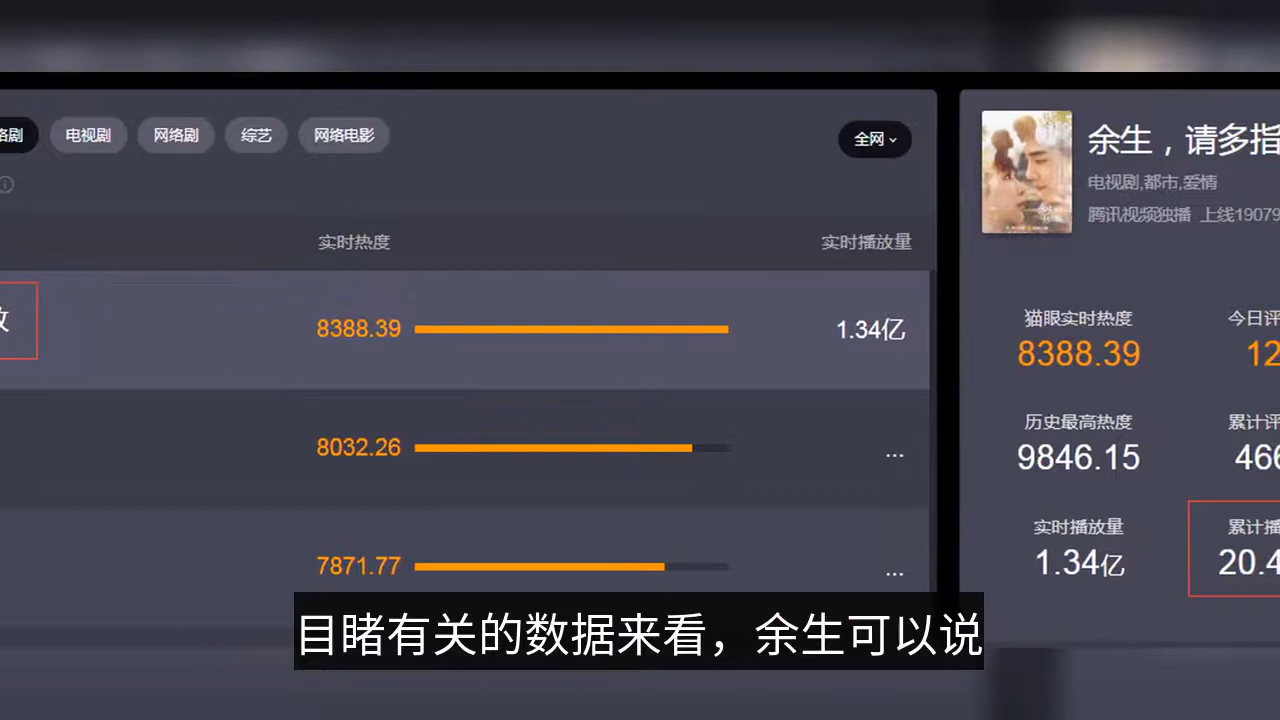 络剧
电视剧
网络剧
综艺
网络电影
全网
实时热度
实时播放量
8388.39
1.34亿
8032.26
...
7871.77
...
余生，请多指
电视剧,都市,爱情
腾讯视频独播 上线19079
猫眼实时热度
今日评
8388.39
12
历史最高热度
累计评
9846.15
466
实时播放量
累计播
1.34亿
20.4
目睹有关的数据来看，余生可以说